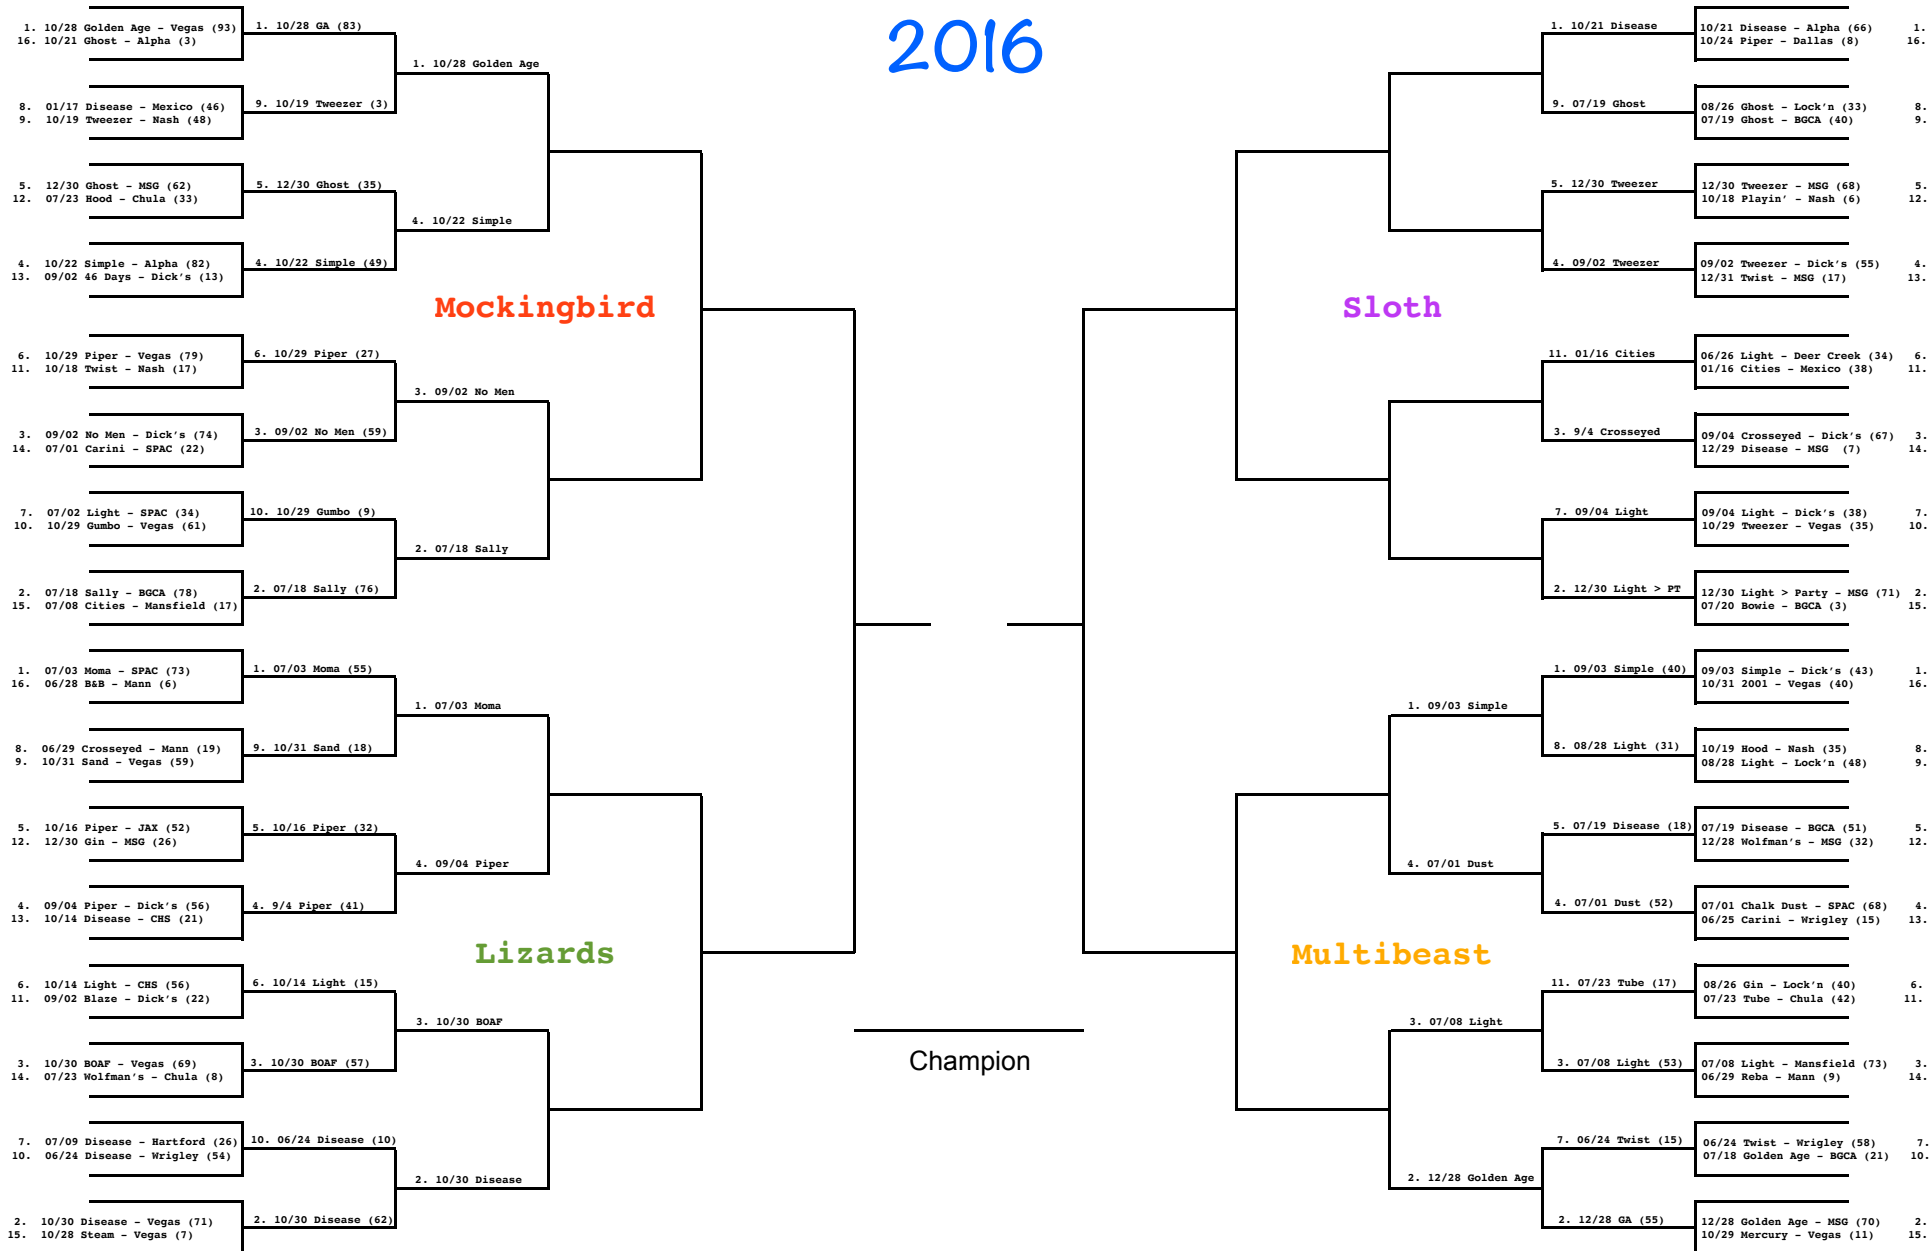 2016
1. 10/28 Golden Age - Vegas (93)
16. 10/21 Ghost - Alpha (3)
8. 01/17 Disease - Mexico (46)
9. 10/19 Tweezer - Nash (48)
5. 12/30 Ghost - MSG (62)
12. 07/23 Hood - Chula (33)
4. 10/22 Simple - Alpha (82)
13. 09/02 46 Days - Dick's (13)
6. 10/29 Piper - Vegas (79)
11. 10/18 Twist - Nash (17)
3. 09/02 No Men - Dick's (74)
14. 07/01 Carini - SPAC (22)
7. 07/02 Light - SPAC (34)
10. 10/29 Gumbo - Vegas (61)
2. 07/18 Sally - BGCA (78)
15. 07/08 Cities - Mansfield (17)
1. 10/28 GA (83)
9. 10/19 Tweezer (3)
5. 12/30 Ghost (35)
4. 10/22 Simple (49)
6. 10/29 Piper (27)
3. 09/02 No Men (59)
10. 10/29 Gumbo (9)
2. 07/18 Sally (76)
1. 10/28 Golden Age
4. 10/22 Simple
3. 09/02 No Men
2. 07/18 Sally
Mockingbird
1. 07/03 Moma - SPAC (73)
16. 06/28 B&B - Mann (6)
8. 06/29 Crosseyed - Mann (19)
9. 10/31 Sand - Vegas (59)
5. 10/16 Piper - JAX (52)
12. 12/30 Gin - MSG (26)
4. 09/04 Piper - Dick's (56)
13. 10/14 Disease - CHS (21)
6. 10/14 Light - CHS (56)
11. 09/02 Blaze - Dick's (22)
3. 10/30 BOAF - Vegas (69)
14. 07/23 Wolfman's - Chula (8)
7. 07/09 Disease - Hartford (26)
10. 06/24 Disease - Wrigley (54)
2. 10/30 Disease - Vegas (71)
15. 10/28 Steam - Vegas (7)
1. 07/03 Moma (55)
9. 10/31 Sand (18)
5. 10/16 Piper (32)
4. 9/4 Piper (41)
6. 10/14 Light (15)
3. 10/30 BOAF (57)
10. 06/24 Disease (10)
2. 10/30 Disease (62)
1. 07/03 Moma
4. 09/04 Piper
3. 10/30 BOAF
2. 10/30 Disease
Lizards
Champion
1. 10/21 Disease
9. 07/19 Ghost
5. 12/30 Tweezer
4. 09/02 Tweezer
11. 01/16 Cities
3. 9/4 Crosseyed
7. 09/04 Light
2. 12/30 Light > PT
Sloth
10/21 Disease - Alpha (66) 1.
10/24 Piper - Dallas (8) 16.
08/26 Ghost - Lock'n (33) 8.
07/19 Ghost - BGCA (40) 9.
12/30 Tweezer - MSG (68) 5.
10/18 Playin' - Nash (6) 12.
09/02 Tweezer - Dick's (55) 4.
12/31 Twist - MSG (17) 13.
06/26 Light - Deer Creek (34) 6.
01/16 Cities - Mexico (38) 11.
09/04 Crosseyed - Dick's (67) 3.
12/29 Disease - MSG (7) 14.
09/04 Light - Dick's (38) 7.
10/29 Tweezer - Vegas (35) 10.
12/30 Light > Party - MSG (71) 2.
07/20 Bowie - BGCA (3) 15.
1. 09/03 Simple
4. 07/01 Dust
3. 07/08 Light
2. 12/28 Golden Age
Multibeast
1. 09/03 Simple (40)
8. 08/28 Light (31)
5. 07/19 Disease (18)
4. 07/01 Dust (52)
11. 07/23 Tube (17)
3. 07/08 Light (53)
7. 06/24 Twist (15)
2. 12/28 GA (55)
09/03 Simple - Dick's (43) 1.
10/31 2001 - Vegas (40) 16.
10/19 Hood - Nash (35) 8.
08/28 Light - Lock'n (48) 9.
07/19 Disease - BGCA (51) 5.
12/28 Wolfman's - MSG (32) 12.
07/01 Chalk Dust - SPAC (68) 4.
06/25 Carini - Wrigley (15) 13.
08/26 Gin - Lock'n (40) 6.
07/23 Tube - Chula (42) 11.
07/08 Light - Mansfield (73) 3.
06/29 Reba - Mann (9) 14.
06/24 Twist - Wrigley (58) 7.
07/18 Golden Age - BGCA (21) 10.
12/28 Golden Age - MSG (70) 2.
10/29 Mercury - Vegas (11) 15.